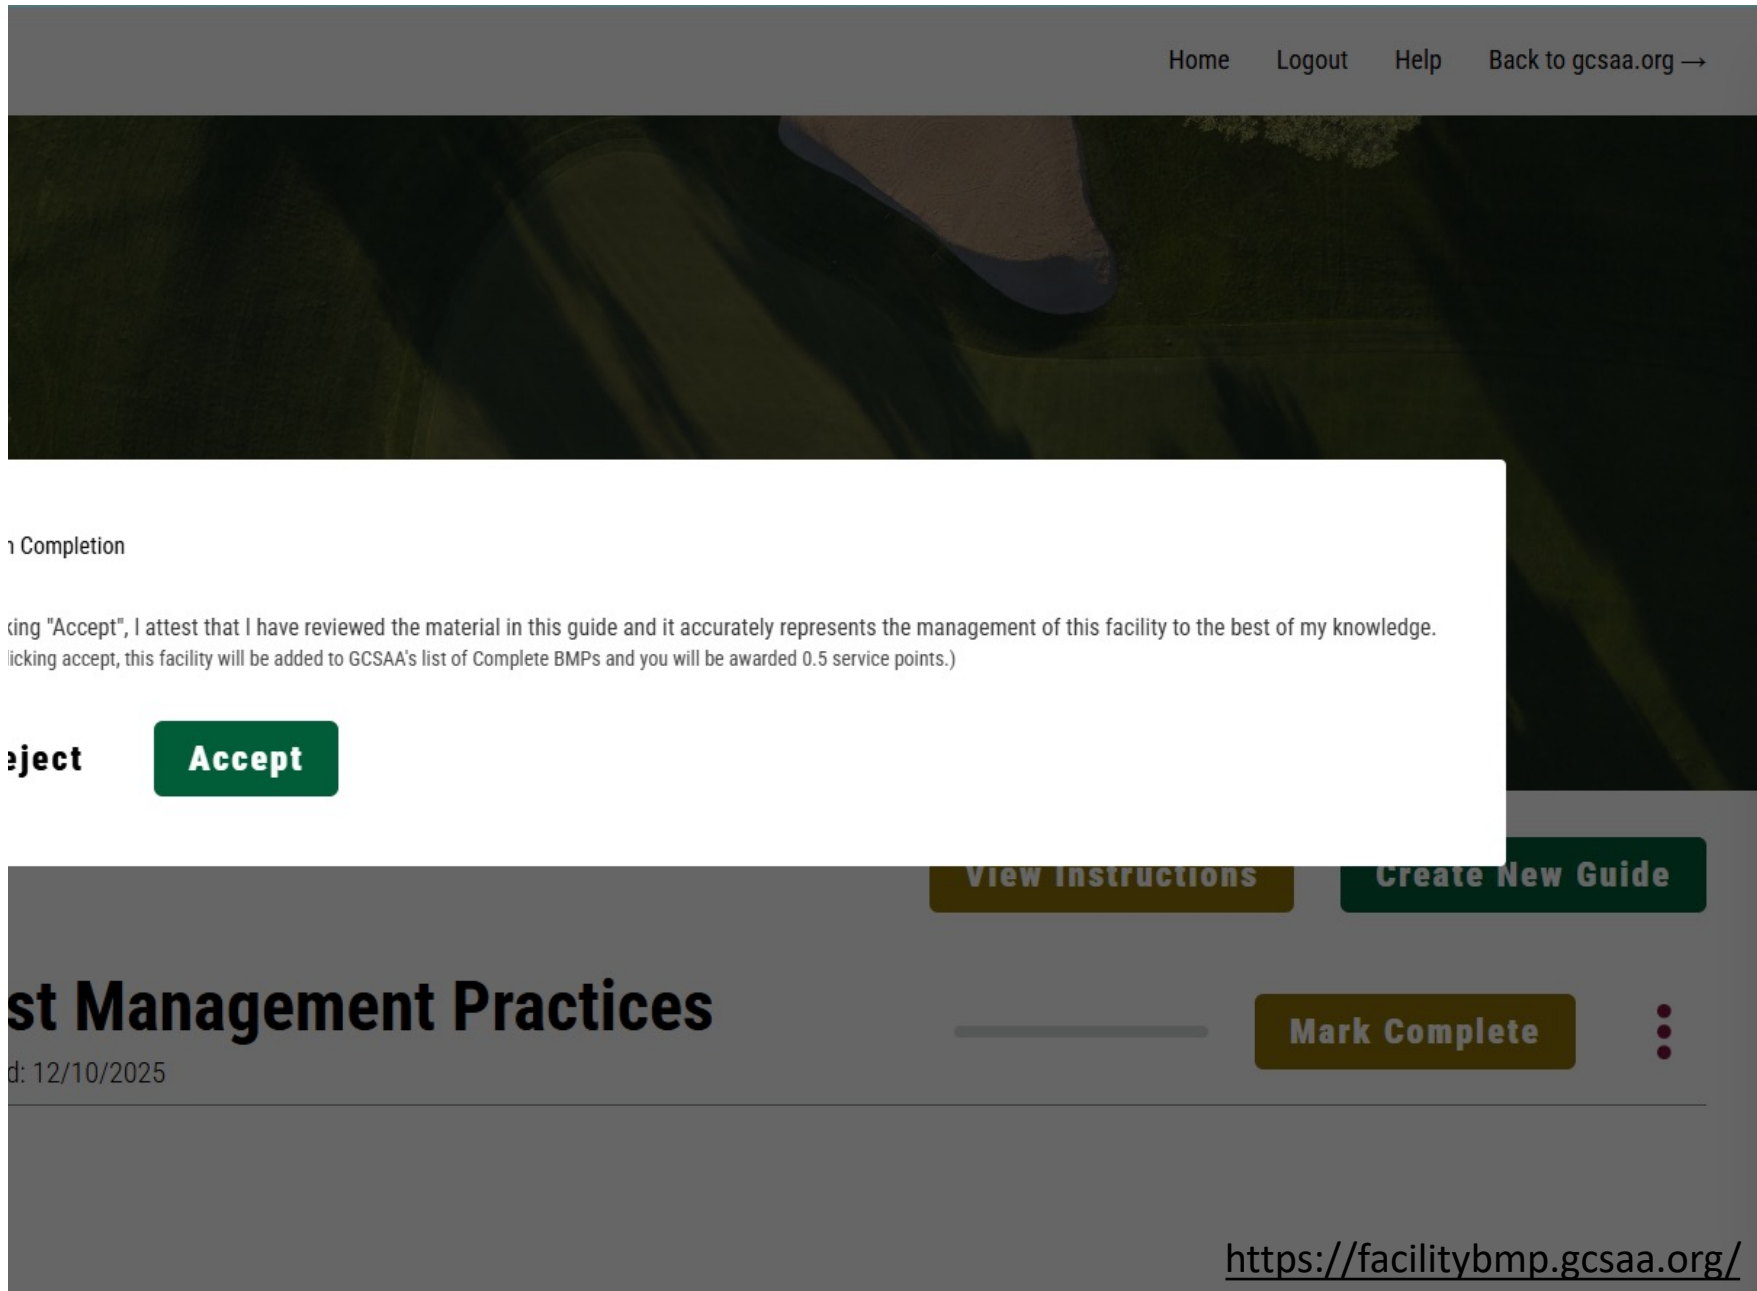 Home Logout Help Back to gcsaa.org →
n Completion
king "Accept", I attest that I have reviewed the material in this guide and it accurately represents the management of this facility to the best of my knowledge.
licking accept, this facility will be added to GCSAA's list of Complete BMPs and you will be awarded 0.5 service points.)
eject Accept
View Instructions Create New Guide
st Management Practices
Mark Complete
d: 12/10/2025
https://facilitybmp.gcsaa.org/